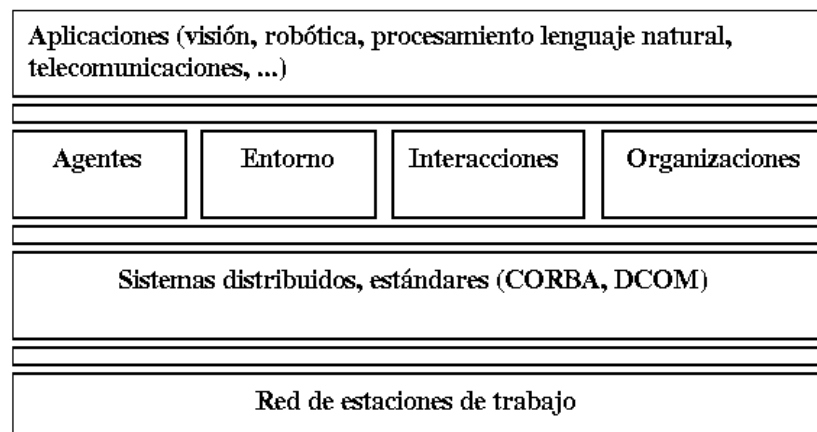 Aplicaciones (visión, robótica, procesamiento lenguaje natural,
telecomunicaciones, ...)
Agentes
Entorno
Interacciones
Organizaciones
Sistemas distribuidos, estándares (CORBA, DCOM)
Red de estaciones de trabajo